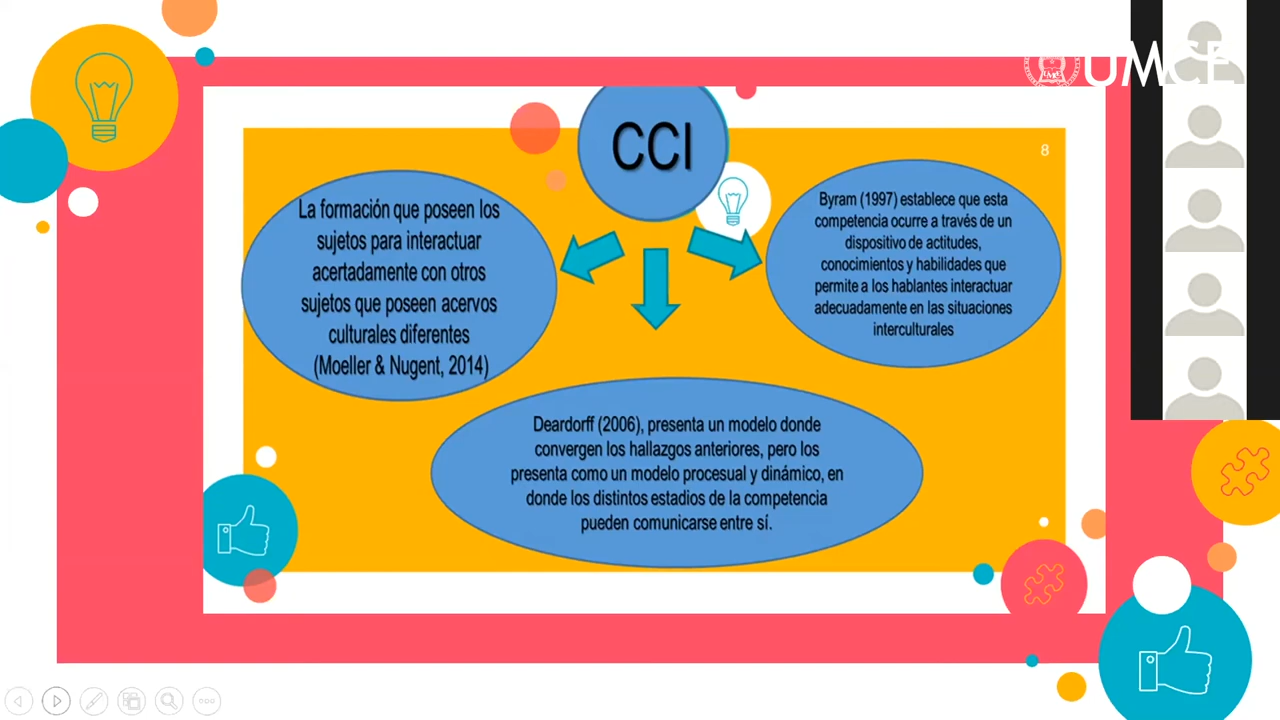 UMCE
8
CCI
La formación que poseen los
sujetos para interactuar
acertadamente con otros
sujetos que poseen acervos
culturales diferentes
(Moeller & Nugent, 2014)
Byram (1997) establece que esta
competencia ocurre a través de un
dispositivo de actitudes,
conocimientos y habilidades que
permite a los hablantes interactuar
adecuadamente en las situaciones
interculturales
Deardorff (2006), presenta un modelo donde
convergen los hallazgos anteriores, pero los
presenta como un modelo procesual y dinámico, en
donde los distintos estadios de la competencia
pueden comunicarse entre sí.